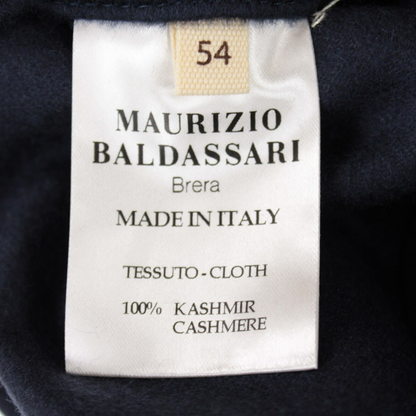 54
MAURIZIO
BALDASSARI
Brera
MADE IN ITALY
TESSUTO - CLOTH
100% KASHMIR
CASHMERE